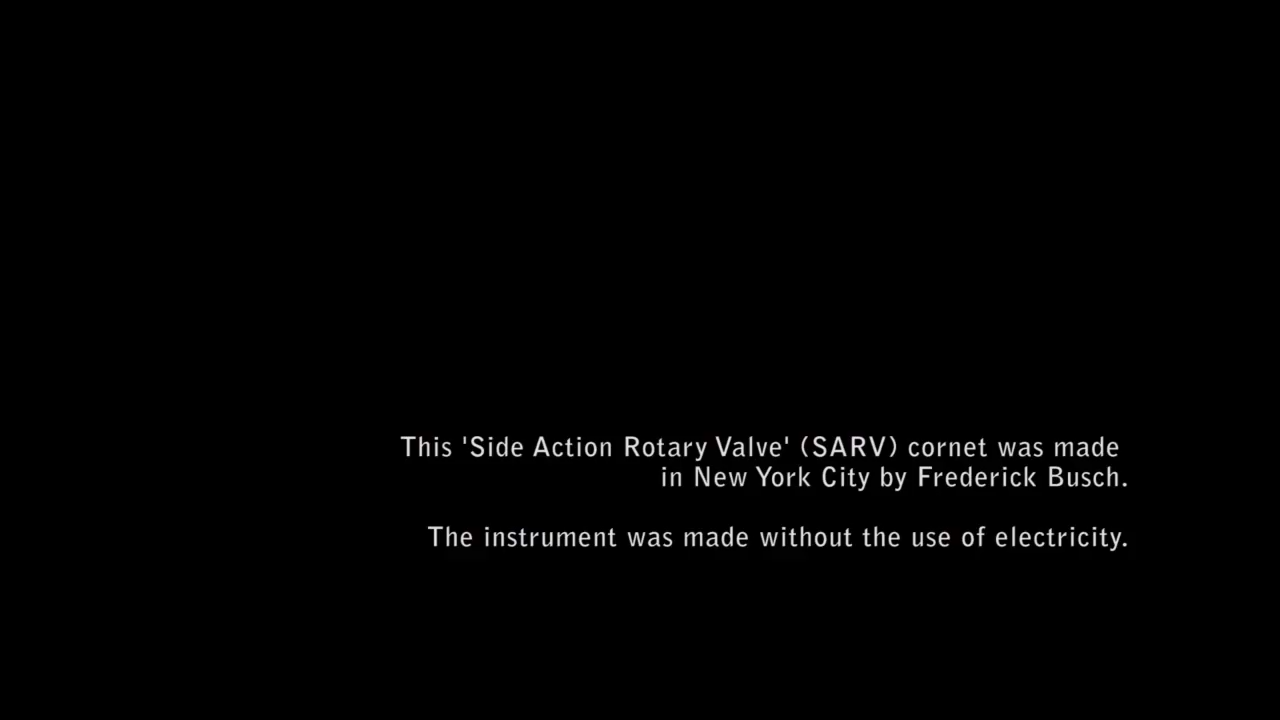 This 'Side Action Rotary Valve' (SARV) cornet was made
in New York City by Frederick Busch.
The instrument was made without the use of electricity.